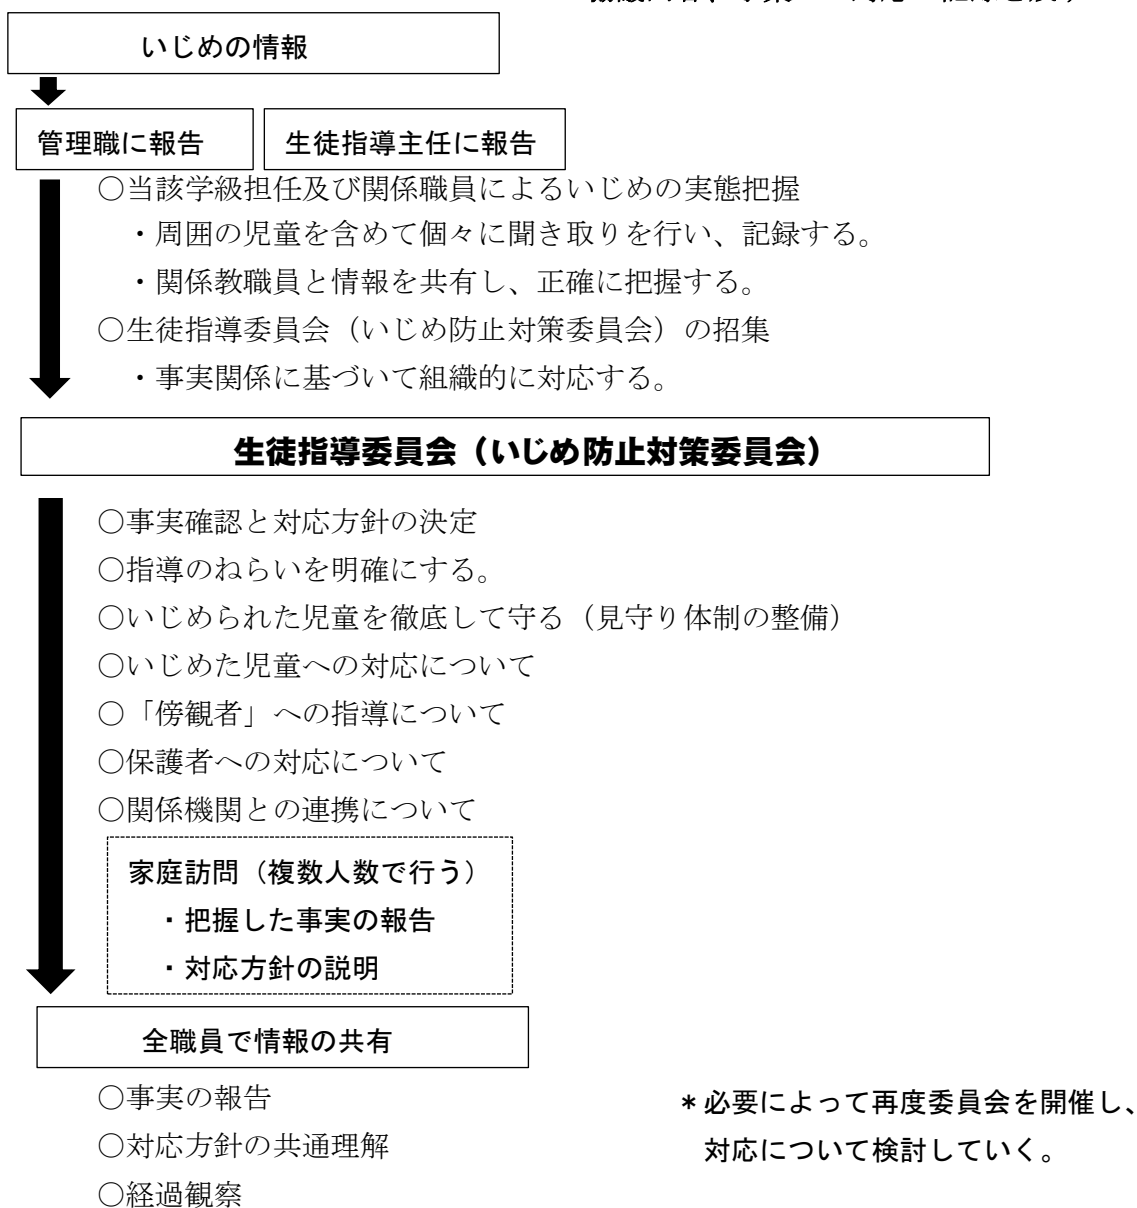 いじめの情報
管理職に報告
生徒指導主任に報告
○当該学級担任及び関係職員によるいじめの実態把握
・周囲の児童を含めて個々に聞き取りを行い、記録する。
・関係教職員と情報を共有し、正確に把握する。
○生徒指導委員会（いじめ防止対策委員会）の招集
・事実関係に基づいて組織的に対応する。
生徒指導委員会（いじめ防止対策委員会）
○事実確認と対応方針の決定
○指導のねらいを明確にする。
○いじめられた児童を徹底して守る（見守り体制の整備）
○いじめた児童への対応について
○「傍観者」への指導について
○保護者への対応について
○関係機関との連携について
家庭訪問（複数人数で行う）
・把握した事実の報告
・対応方針の説明
全職員で情報の共有
○事実の報告
○対応方針の共通理解
○経過観察
＊必要によって再度委員会を開催し、
対応について検討していく。